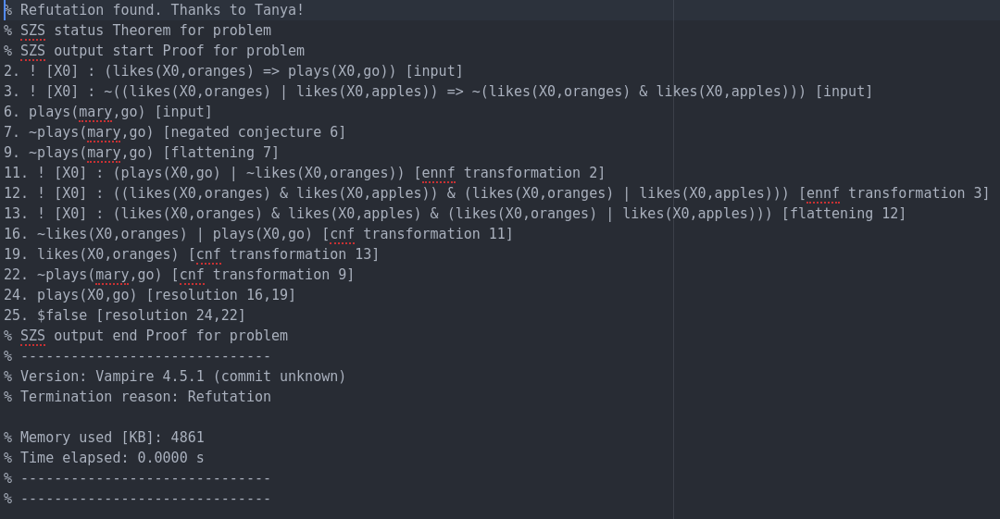 % Refutation found. Thanks to Tanya!
% SZS status Theorem for problem
% SZS output start Proof for problem
2. ! [X0] : (likes(X0,oranges) => plays(X0,go)) [input]
3. ! [X0] : ~((likes(X0,oranges) | likes(X0,apples)) => ~(likes(X0,oranges) & likes(X0,apples))) [input]
6. plays(mary,go) [input]
7. ~plays(mary,go) [negated conjecture 6]
9. ~plays(mary,go) [flattening 7]
11. ! [X0] : (plays(X0,go) | ~likes(X0,oranges)) [ennf transformation 2]
12. ! [X0] : ((likes(X0,oranges) & likes(X0,apples)) & (likes(X0,oranges) | likes(X0,apples))) [ennf transformation 3]
13. ! [X0] : (likes(X0,oranges) & likes(X0,apples) & (likes(X0,oranges) | likes(X0,apples))) [flattening 12]
16. ~likes(X0,oranges) | plays(X0,go) [cnf transformation 11]
19. likes(X0,oranges) [cnf transformation 13]
22. ~plays(mary,go) [cnf transformation 9]
24. plays(X0,go) [resolution 16,19]
25. $false [resolution 24,22]
% SZS output end Proof for problem
% ------------------------------
% Version: Vampire 4.5.1 (commit unknown)
% Termination reason: Refutation

% Memory used [KB]: 4861
% Time elapsed: 0.0000 s
% ------------------------------
% ------------------------------